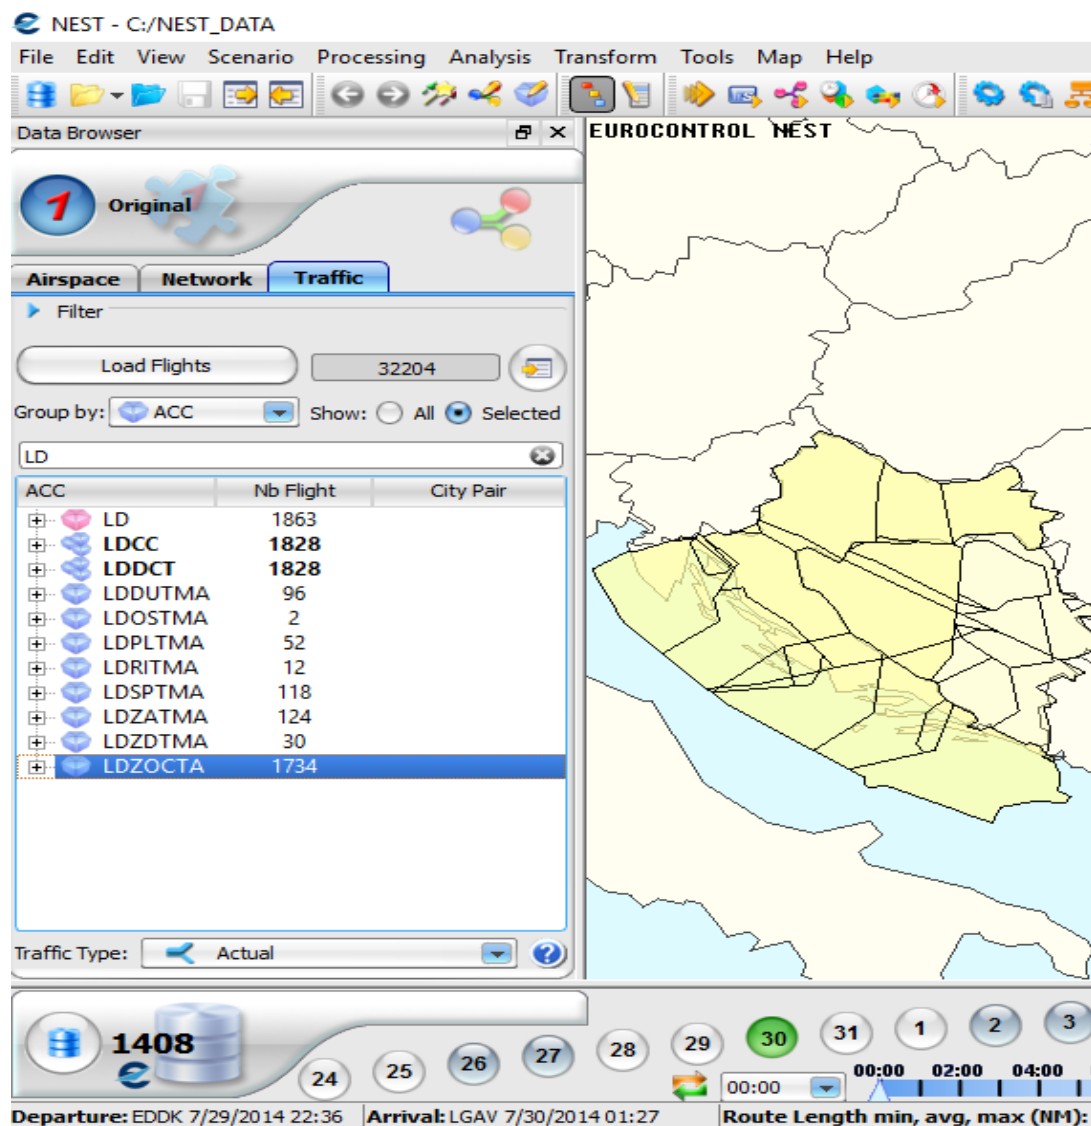 NEST - C:/NEST_DATA
File Edit View Scenario Processing Analysis Transform Tools Map Help
Data Browser
EUROCONTROL NEST
1 Original
Airspace Network Traffic
Filter
Load Flights 32204
Group by: ACC Show: All Selected
LD
ACC Nb Flight City Pair
LD 1863
LDCC 1828
LDDCT 1828
LDDUTMA 96
LDOSTMA 2
LDPLTMA 52
LDRITMA 12
LDSPTMA 118
LDZATMA 124
LDZDTMA 30
LDZOCTA 1734
Traffic Type: Actual ?
1408
24 25 26 27 28 29 30 31 1 2 3
00:00 00:00 02:00 04:00
Departure: EDDK 7/29/2014 22:36 Arrival: LGAV 7/30/2014 01:27 Route Length min, avg, max (NM):